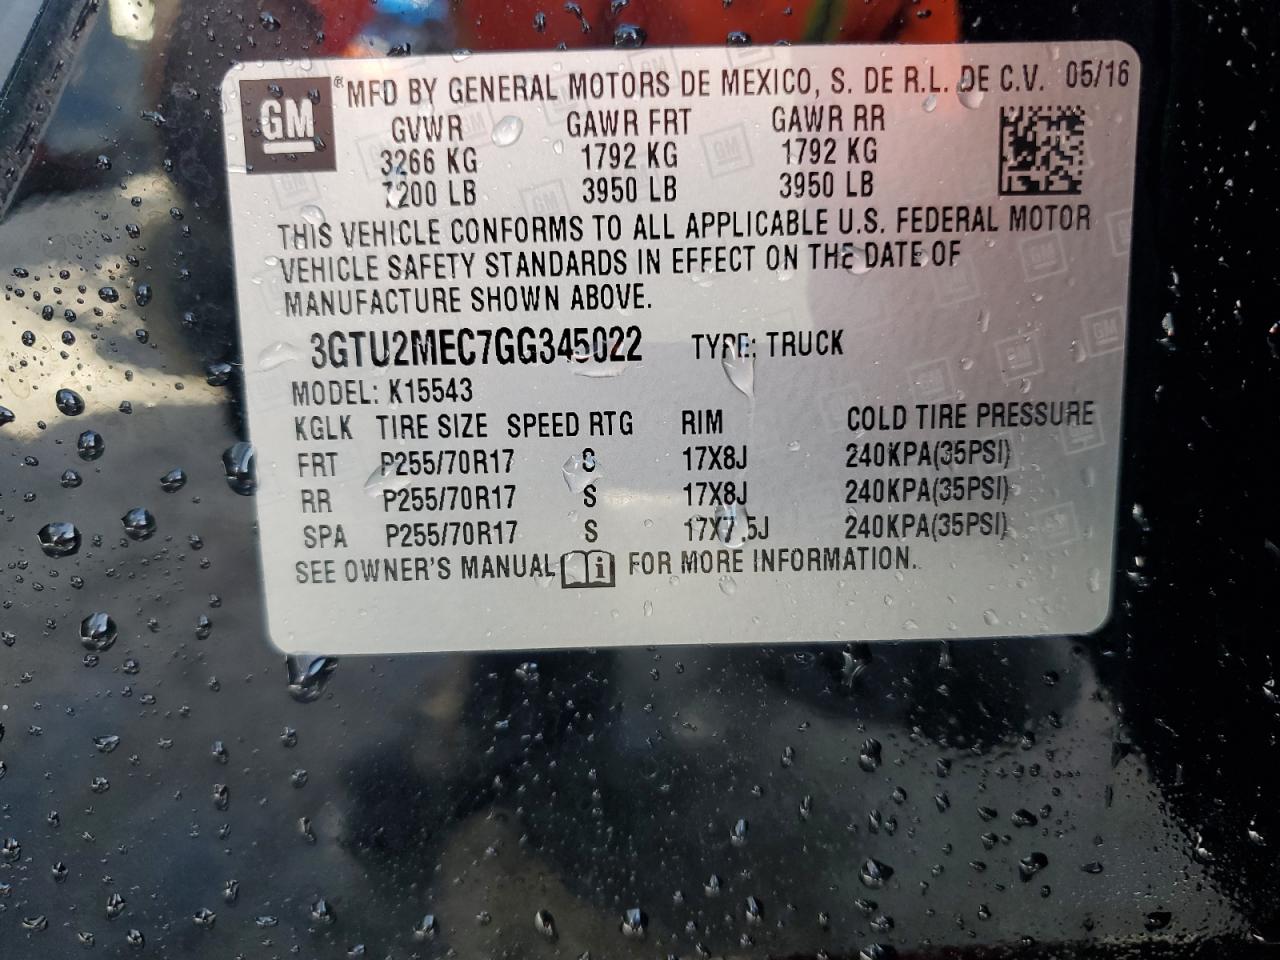 GM
® MFD BY GENERAL MOTORS DE MEXICO, S. DE R.L. DE C.V. 05/16
GVWR GAWR FRT GAWR RR
3266 KG 1792 KG 1792 KG
7200 LB 3950 LB 3950 LB
THIS VEHICLE CONFORMS TO ALL APPLICABLE U.S. FEDERAL MOTOR
VEHICLE SAFETY STANDARDS IN EFFECT ON THE DATE OF
MANUFACTURE SHOWN ABOVE.
3GTU2MEC7GG345022 TYPE: TRUCK
MODEL: K15543
KGLK TIRE SIZE SPEED RTG RIM COLD TIRE PRESSURE
FRT P255/70R17 S 17X8J 240KPA(35PSI)
RR P255/70R17 S 17X8J 240KPA(35PSI)
SPA P255/70R17 S 17X7.5J 240KPA(35PSI)
SEE OWNER'S MANUAL i FOR MORE INFORMATION.